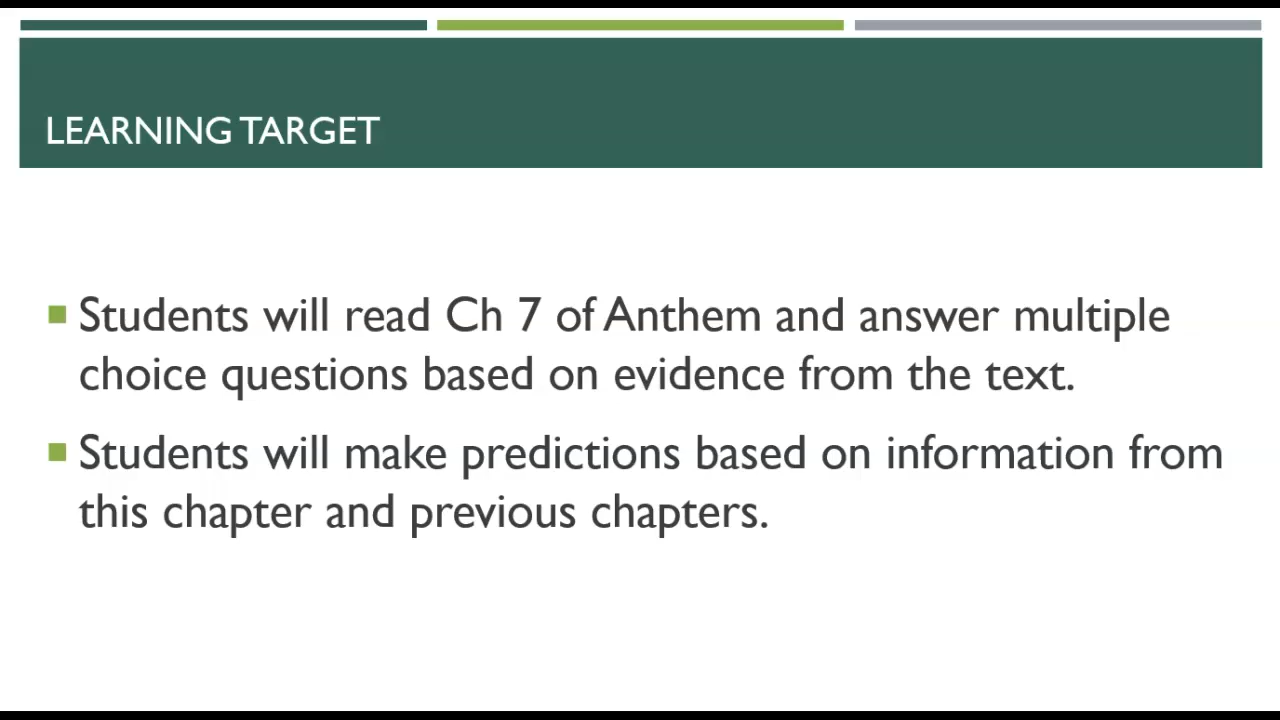 LEARNING TARGET
Students will read Ch 7 of Anthem and answer multiple
choice questions based on evidence from the text.
Students will make predictions based on information from
this chapter and previous chapters.